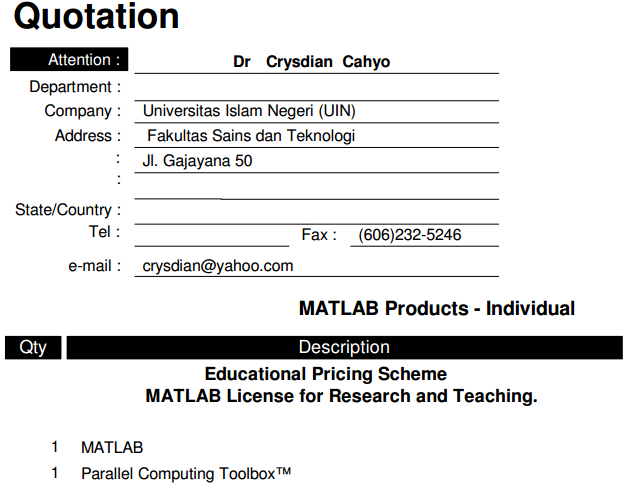 Quotation
Attention : Dr Crysdian Cahyo
Department :
Company : Universitas Islam Negeri (UIN)
Address : Fakultas Sains dan Teknologi
: Jl. Gajayana 50
:
State/Country :
Tel : Fax : (606)232-5246
e-mail : crysdian@yahoo.com
MATLAB Products - Individual
Qty Description
Educational Pricing Scheme
MATLAB License for Research and Teaching.
1 MATLAB
1 Parallel Computing Toolbox™